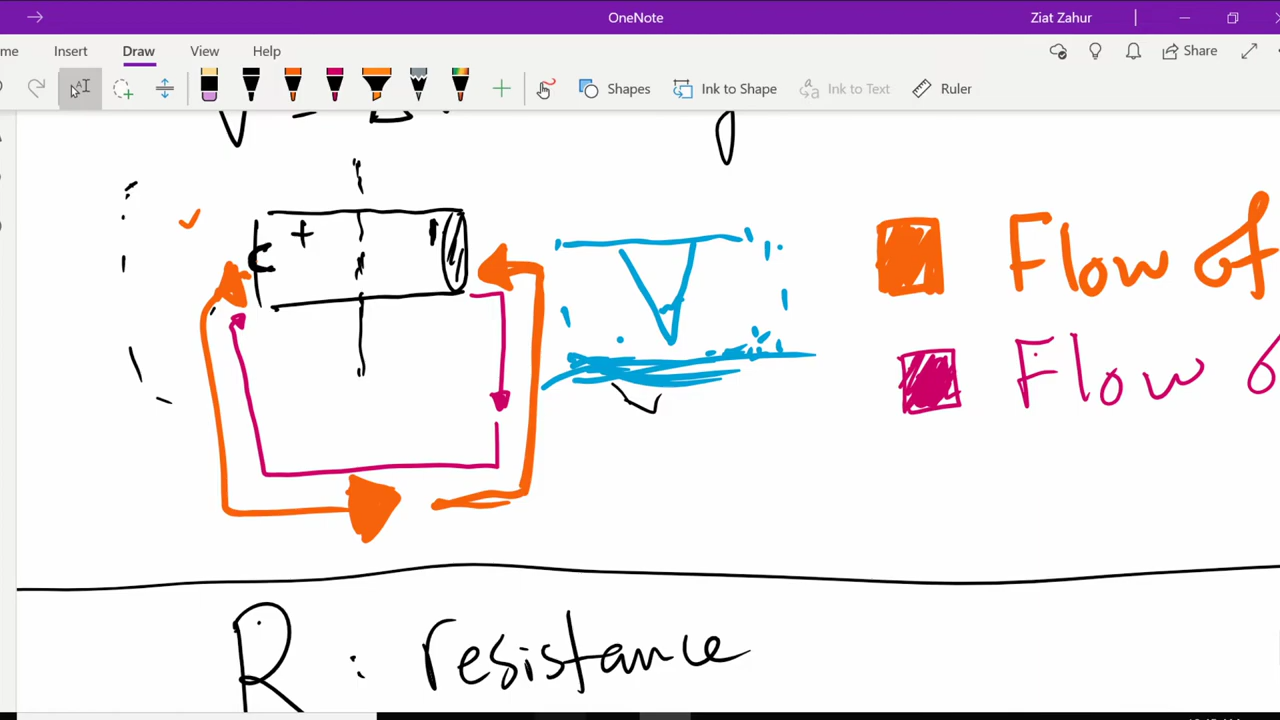 OneNote
Ziat Zahur
me Insert Draw View Help
Share
Shapes Ink to Shape Ink to Text Ruler
V =
+
Flow of
Flow
R : resistance